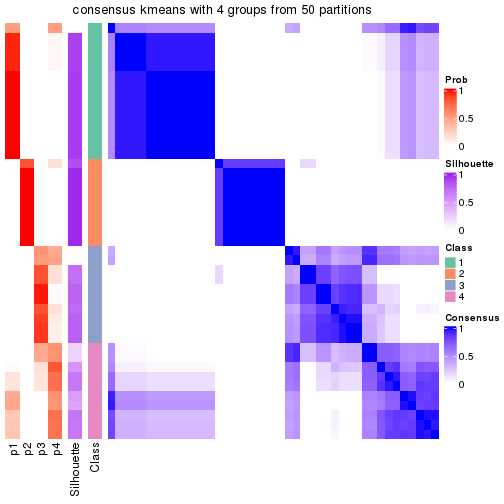 consensus kmeans with 4 groups from 50 partitions
Prob
1
0.5
0
Silhouette
1
0.5
0
Class
1
2
3
4
Consensus
1
0.5
0
p1
p2
p3
p4
Silhouette
Class